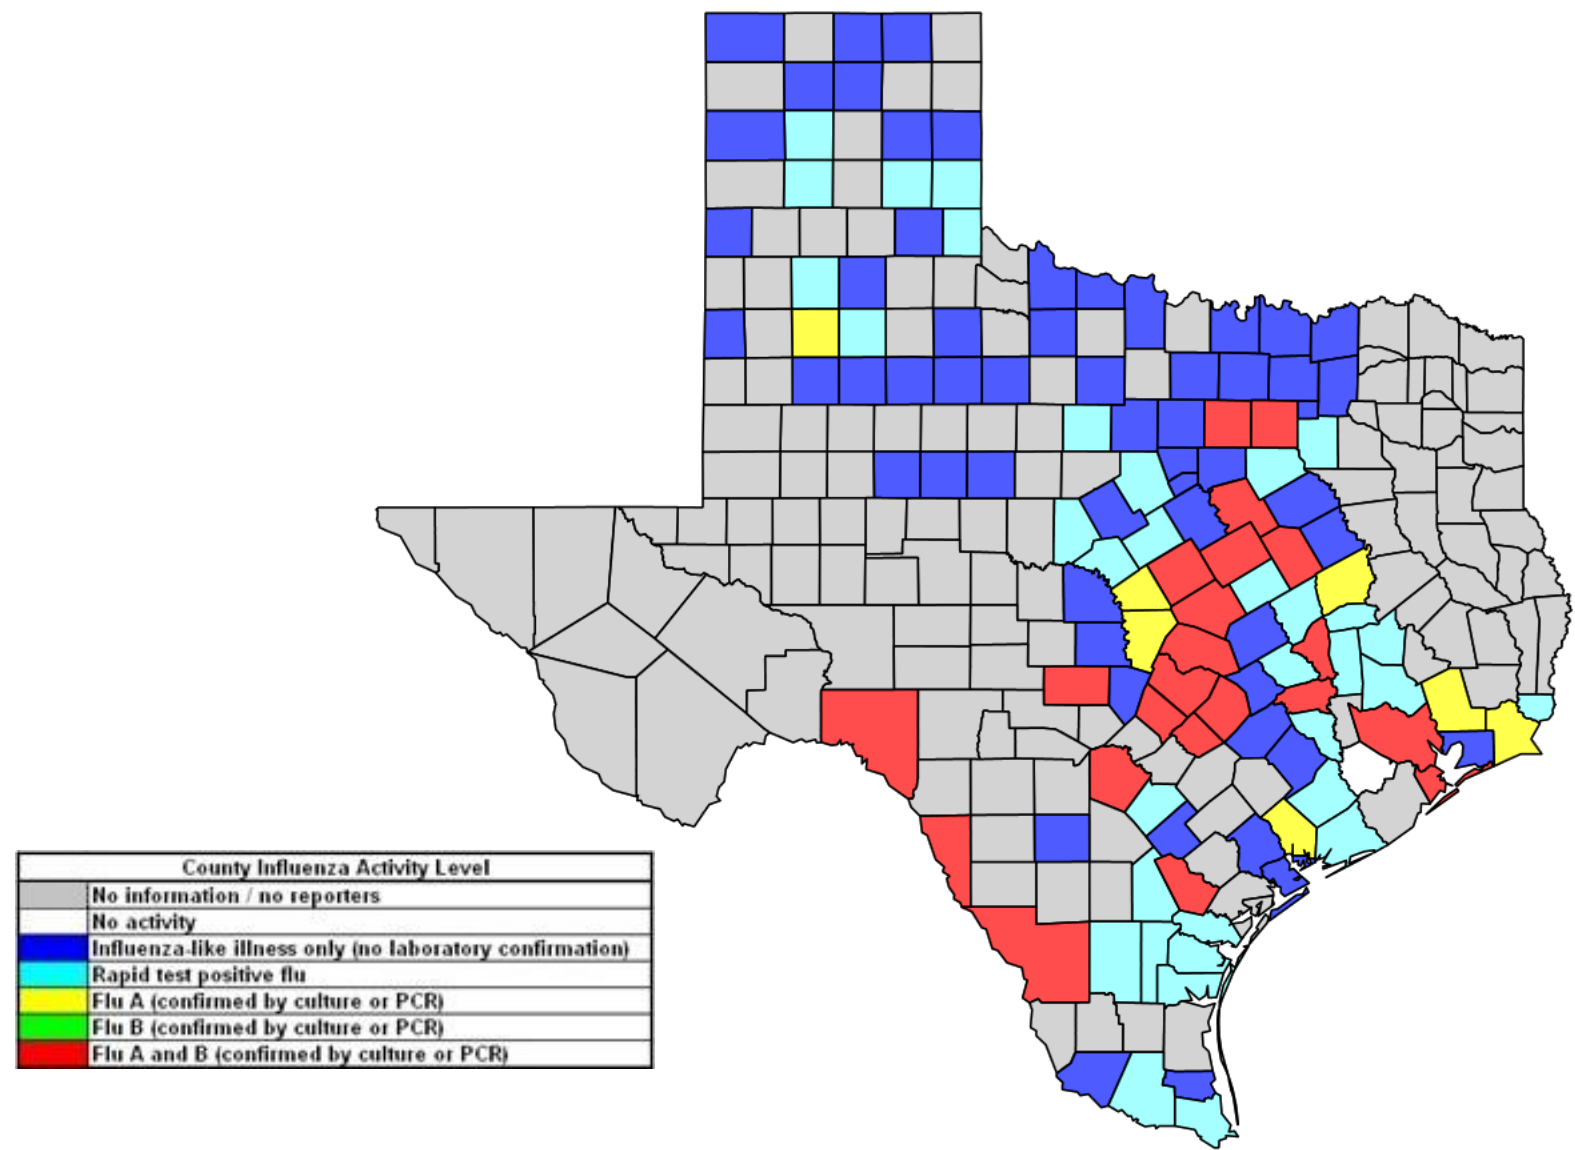 County Influenza Activity Level
No information / no reporters
No activity
Influenza-like illness only (no laboratory confirmation)
Rapid test positive flu
Flu A (confirmed by culture or PCR)
Flu B (confirmed by culture or PCR)
Flu A and B (confirmed by culture or PCR)